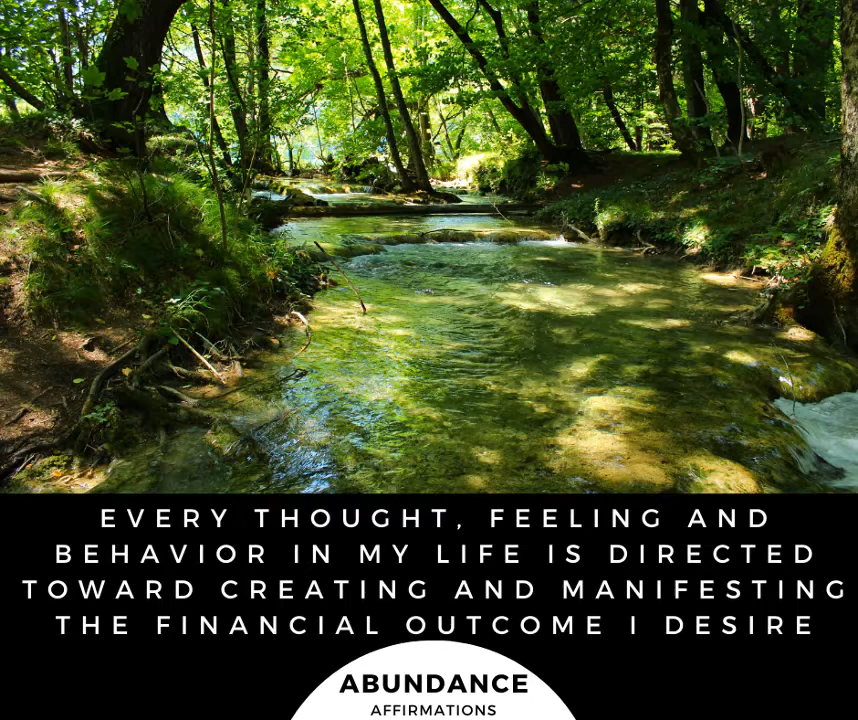 EVERY THOUGHT, FEELING AND
BEHAVIOR IN MY LIFE IS DIRECTED
TOWARD CREATING AND MANIFESTING
THE FINANCIAL OUTCOME I DESIRE
ABUNDANCE
AFFIRMATIONS